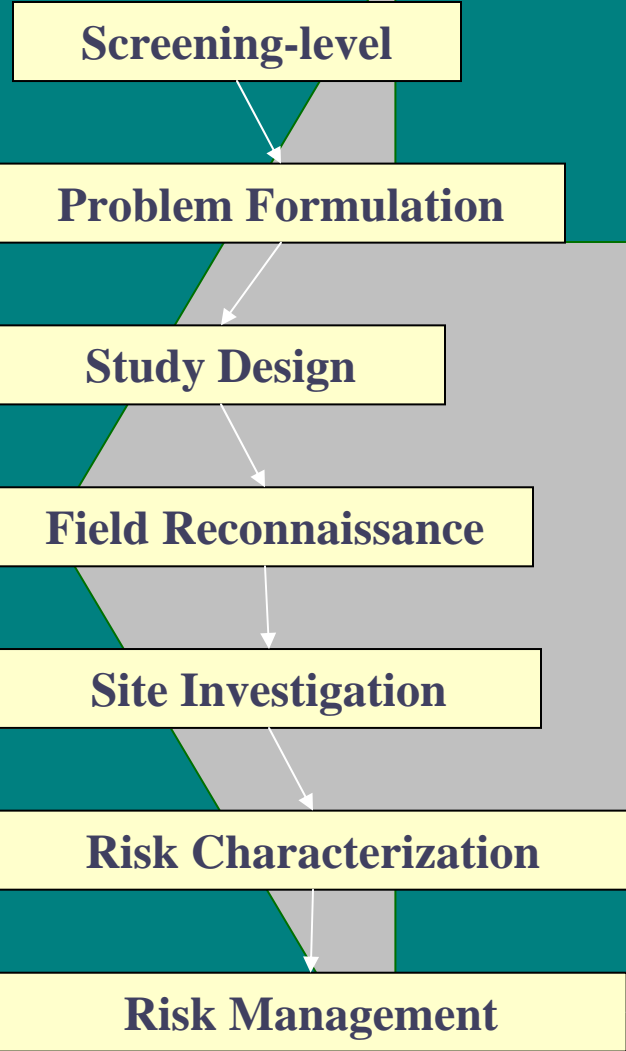 Screening-level
Problem Formulation
Study Design
Field Reconnaissance
Site Investigation
Risk Characterization
Risk Management